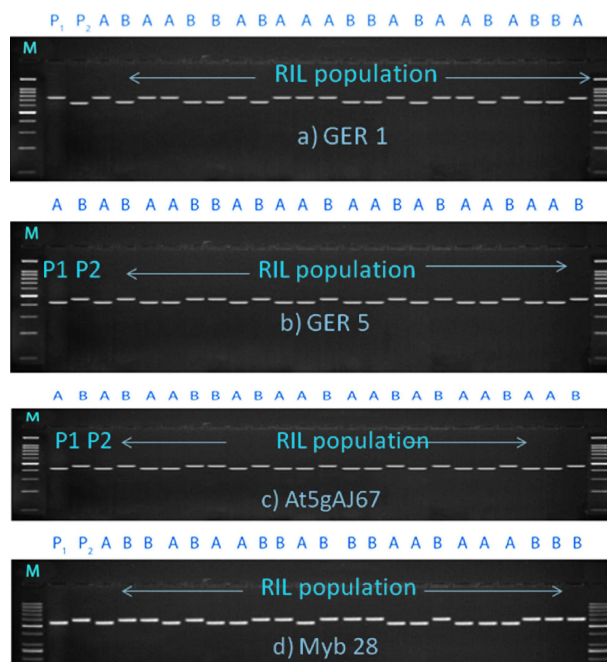 P₁ P₂ A B A A B B A B A A A A B A B A A B B A
M
RIL population
a) GER 1
A B A B A A B B A B A A B A A B A B A A B A A B
M
P1 P2 RIL population
b) GER 5
A B A B A A B B A B A A B A A B A B A A B A A B
M
P1 P2 RIL population
c) At5gAJ67
P₁ P₂ A B B A B A A B B A B B B A A B A A A B B B
M
RIL population
d) Myb 28